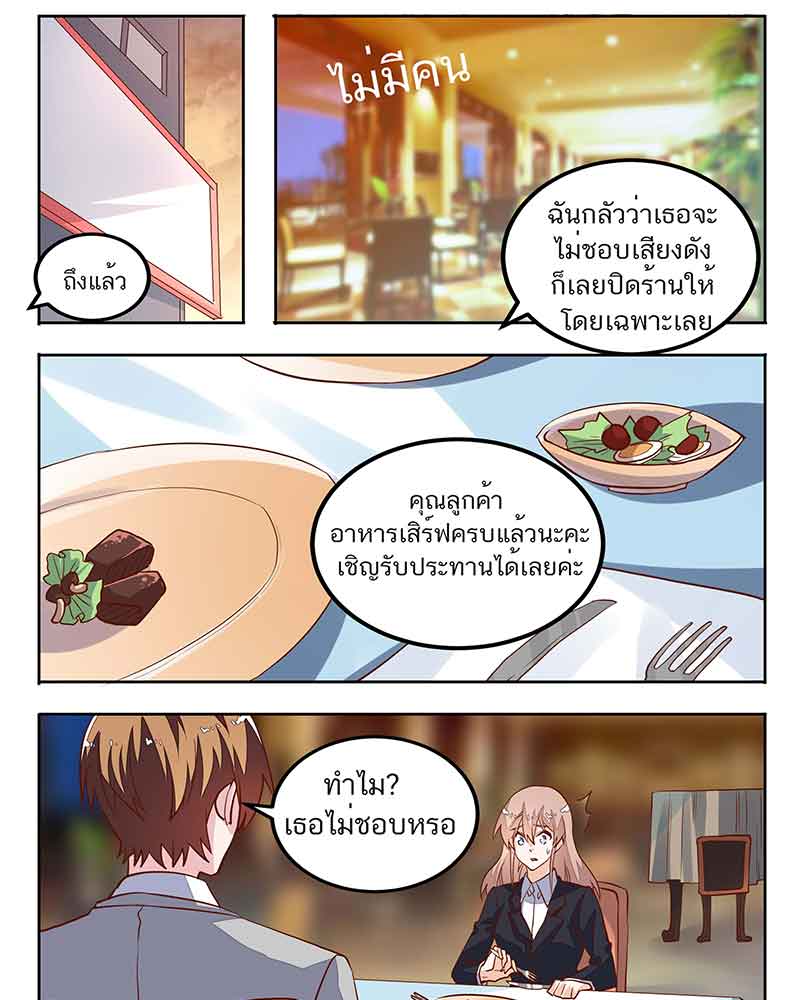 ถึงแล้ว
ไม่มีคน
ฉันกลัวว่าเธอจะ
ไม่ชอบเสียงดัง
ก็เลยปิดร้านให้
โดยเฉพาะเลย
คุณลูกค้า
อาหารเสิร์ฟครบแล้วนะคะ
เชิญรับประทานได้เลยค่ะ
ทำไม?
เธอไม่ชอบหรอ